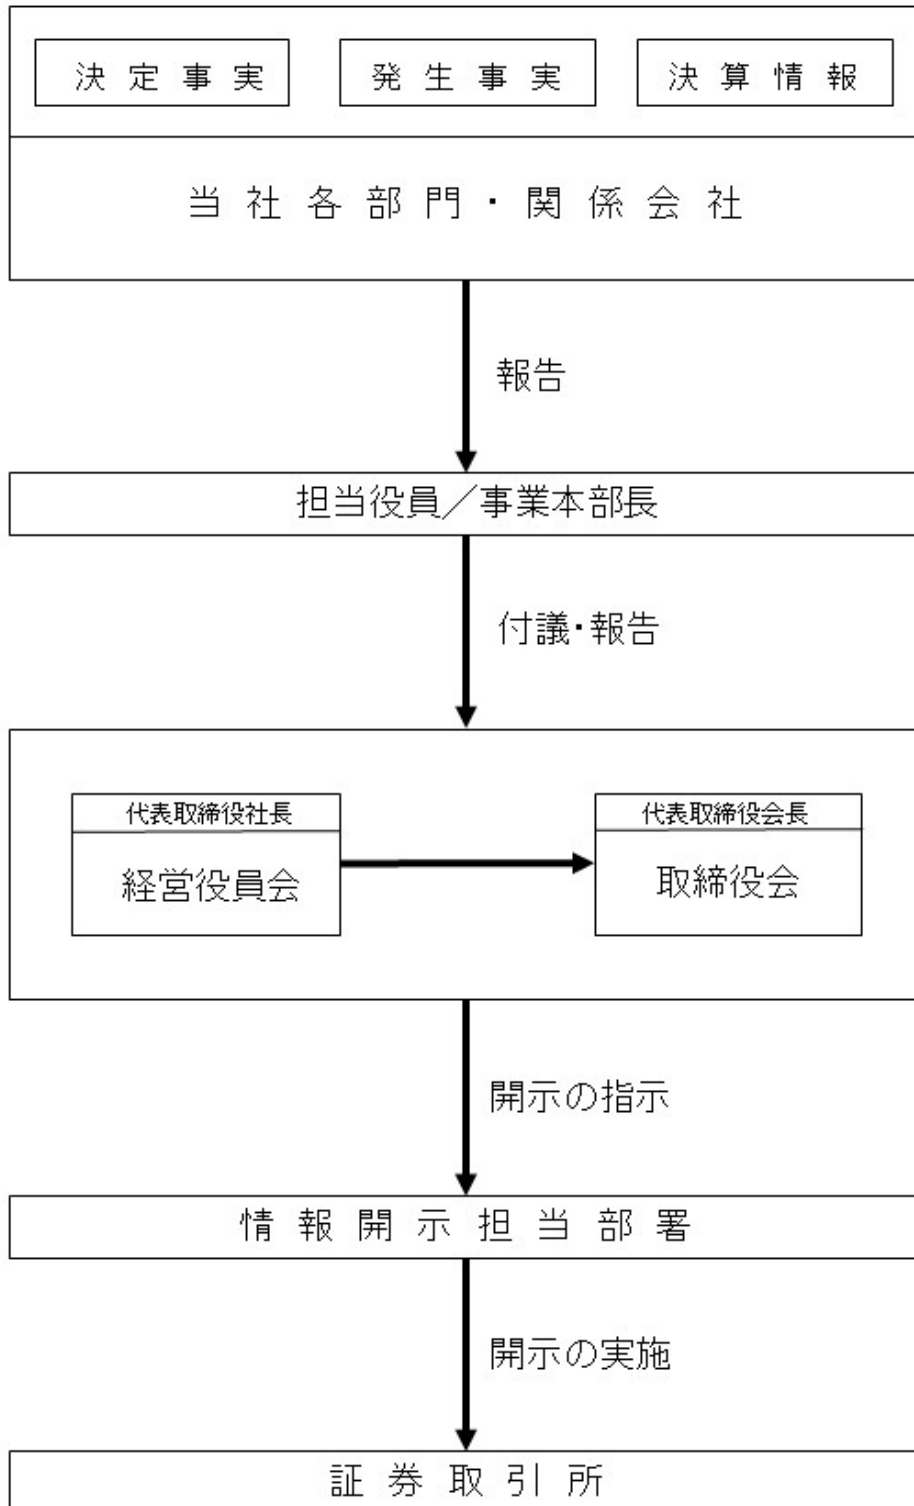 決定事実
発生事実
決算情報
当社各部門・関係会社
報告
担当役員／事業本部長
付議・報告
代表取締役社長
経営役員会
代表取締役会長
取締役会
開示の指示
情報開示担当部署
開示の実施
証券取引所